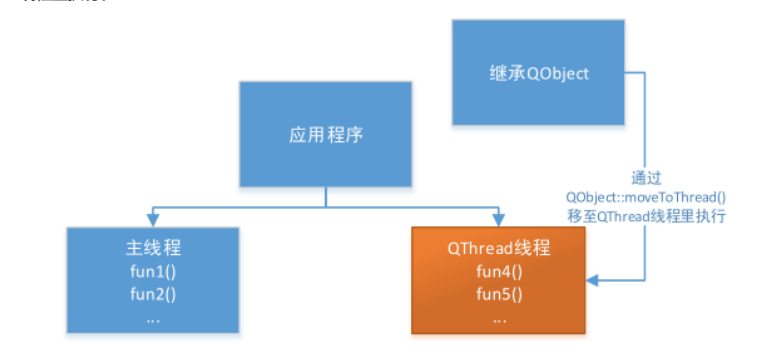 继承QObject
应用程序
通过
QObject::moveToThread()
移至QThread线程里执行
主线程
fun1()
fun2()
...
QThread线程
fun4()
fun5()
...